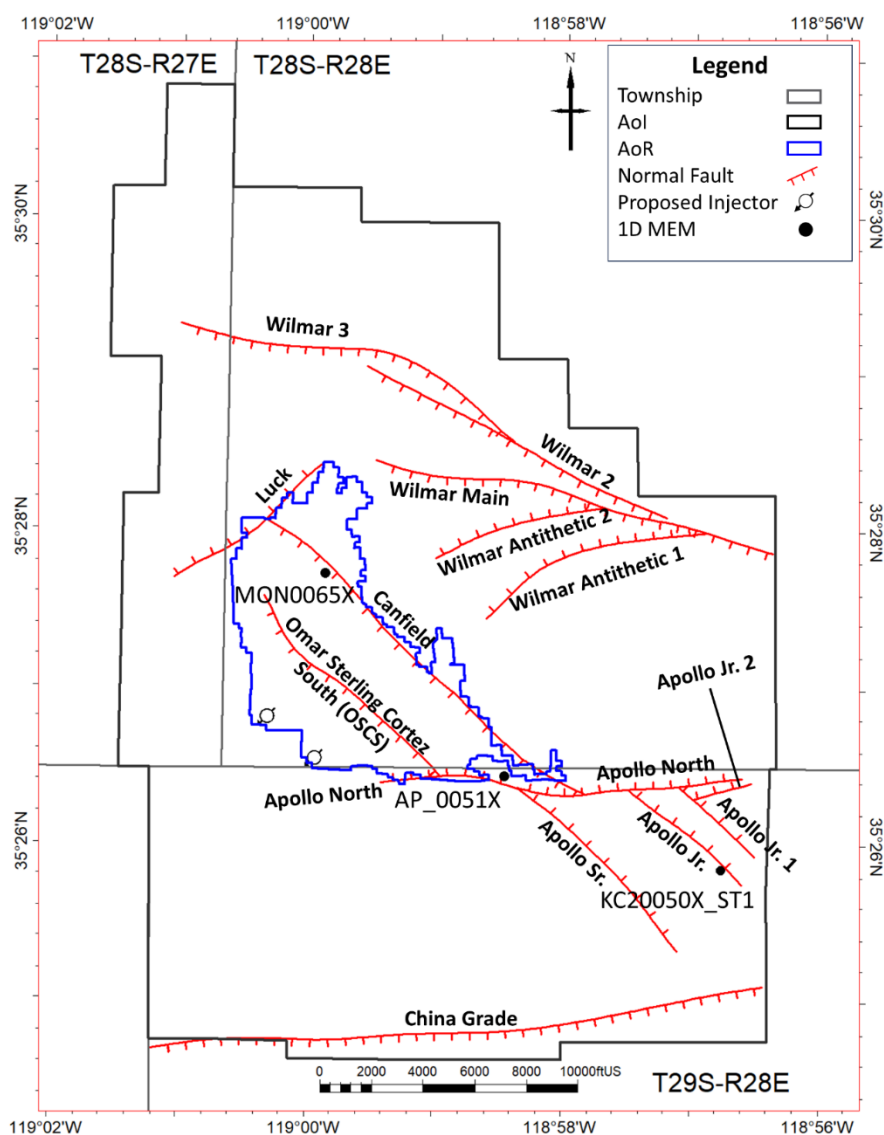 119°02'W
119°00'W
118°58'W
118°56'W
T28S-R27E
T28S-R28E
N
Legend
Township
AoI
AoR
Normal Fault
Proposed Injector
1D MEM
35°30'N
35°30'N
Wilmar 3
Wilmar 2
Luck
Wilmar Main
35°28'N
35°28'N
Wilmar Antithetic 2
Wilmar Antithetic 1
MON0065X
Canfield
Omar Sterling Cortez
South (OSCS)
Apollo Jr. 2
Apollo North
Apollo North
AP_0051X
35°26'N
35°26'N
Apollo Sr.
Apollo Jr.
Apollo Jr. 1
KC20050X_ST1
China Grade
0 2000 4000 6000 8000 10000ftUS
T29S-R28E
119°02'W
119°00'W
118°58'W
118°56'W